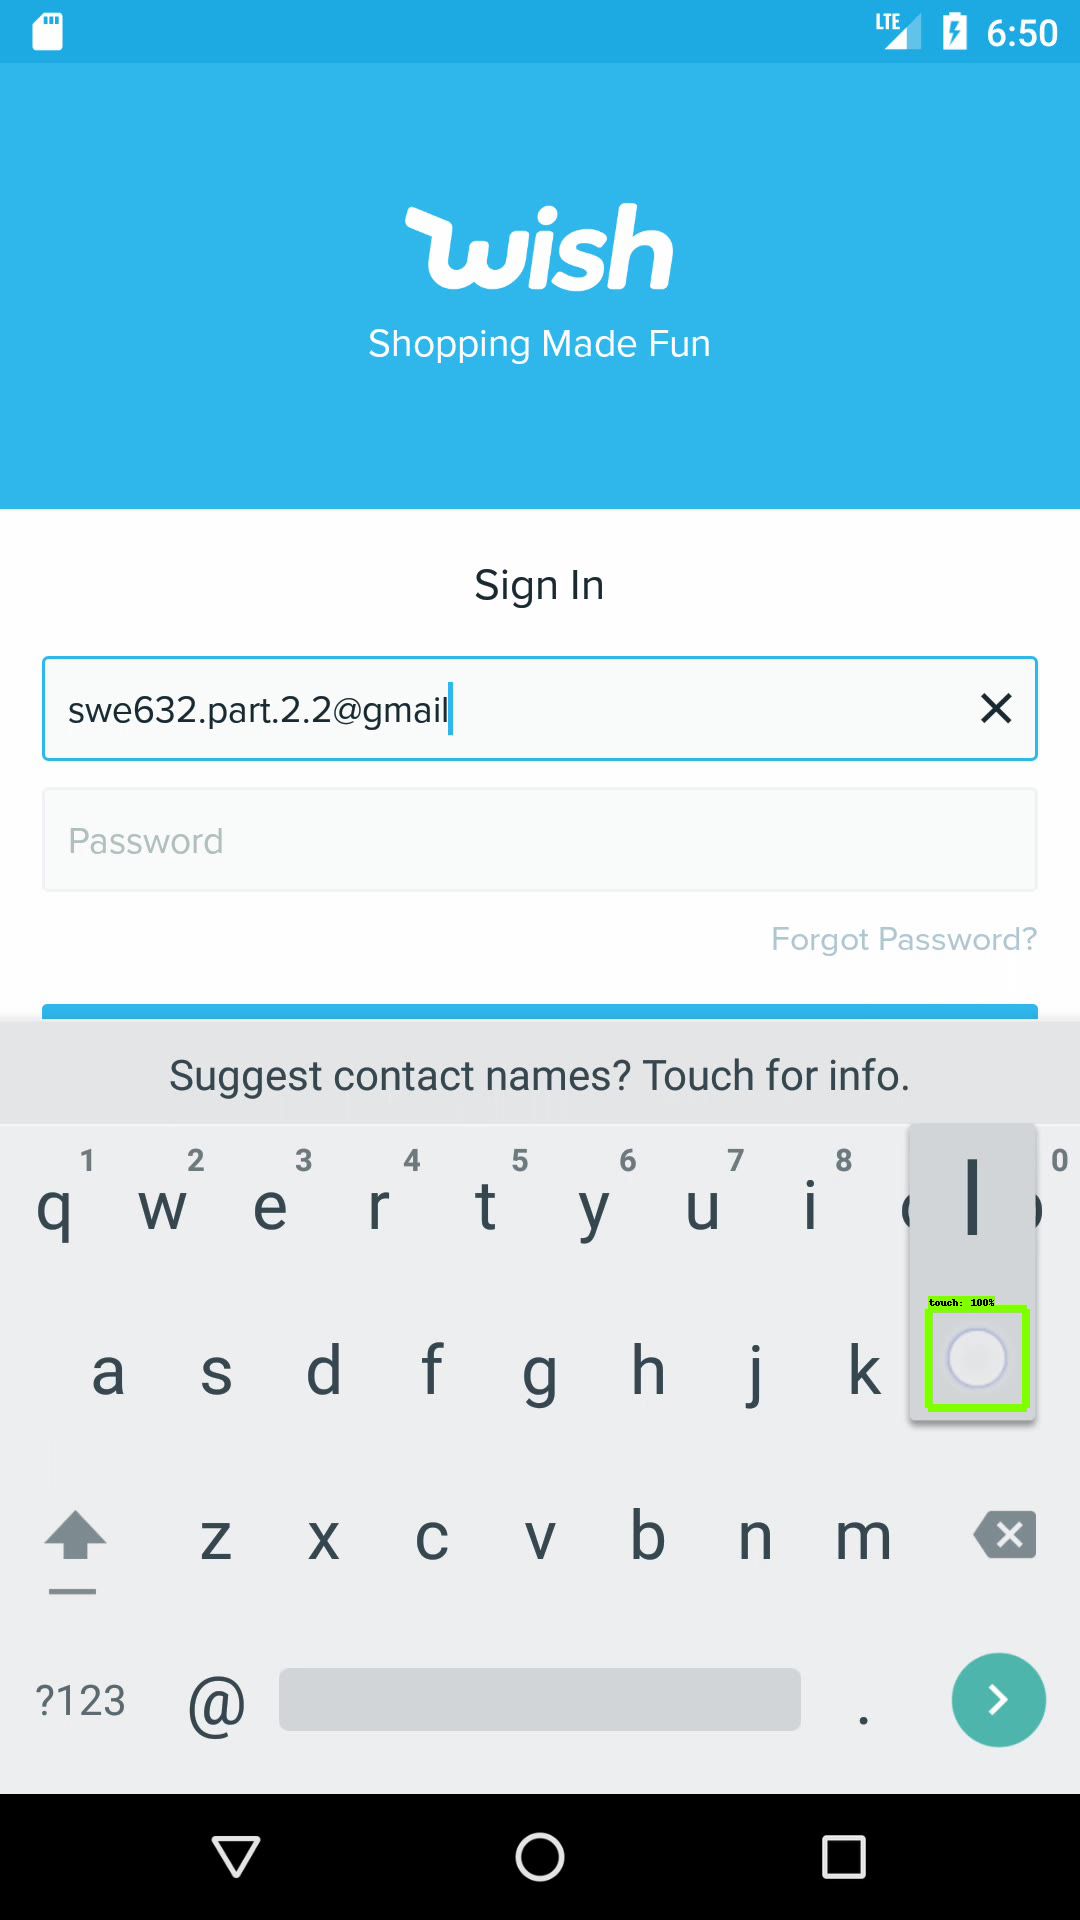 LTE 6:50
wish
Shopping Made Fun
Sign In
swe632.part.2.2@gmail
Password
Forgot Password?
Suggest contact names? Touch for info.
1 2 3 4 5 6 7 8 0
q w e r t y u i
l
touch: 100%
a s d f g h j k
z x c v b n m
?123 @ .